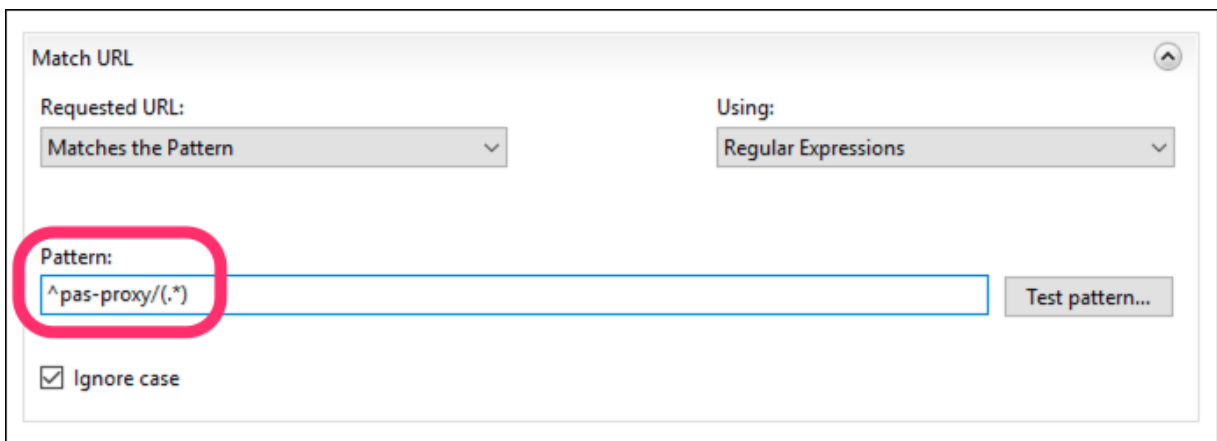 Match URL
Requested URL:
Using:
Matches the Pattern
Regular Expressions
Pattern:
^pas-proxy/(.*)
Test pattern...
Ignore case